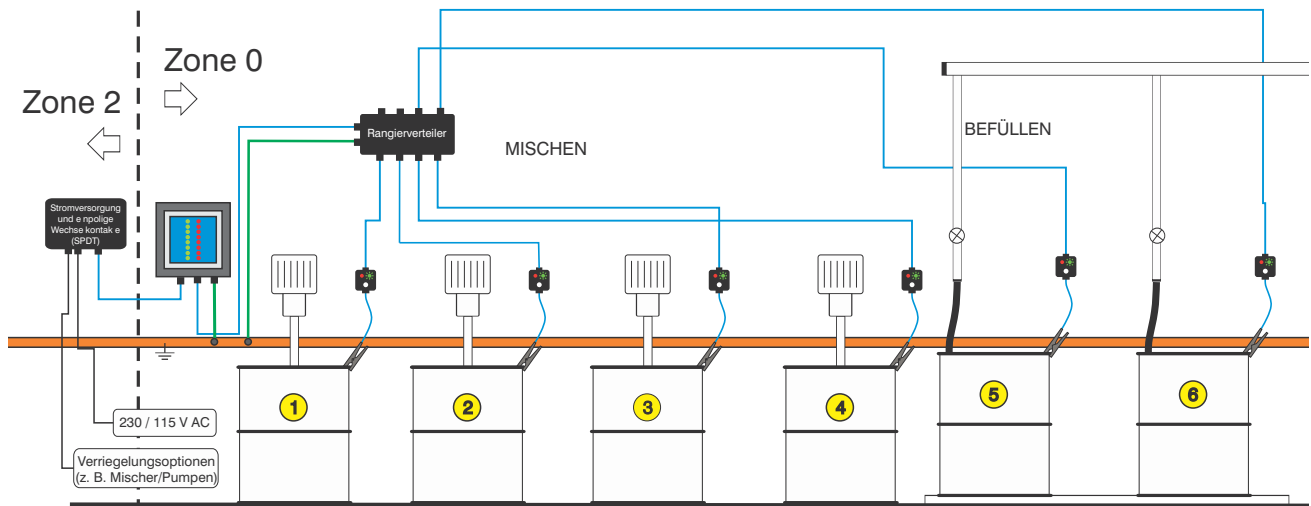 Zone 0
Zone 2
Rangierverteiler
MISCHEN
BEFÜLLEN
Stromversorgung
und e npolige
Wechse kontak e
(SPDT)
1
2
3
4
5
6
230 / 115 V AC
Verriegelungsoptionen
(z. B. Mischer/Pumpen)